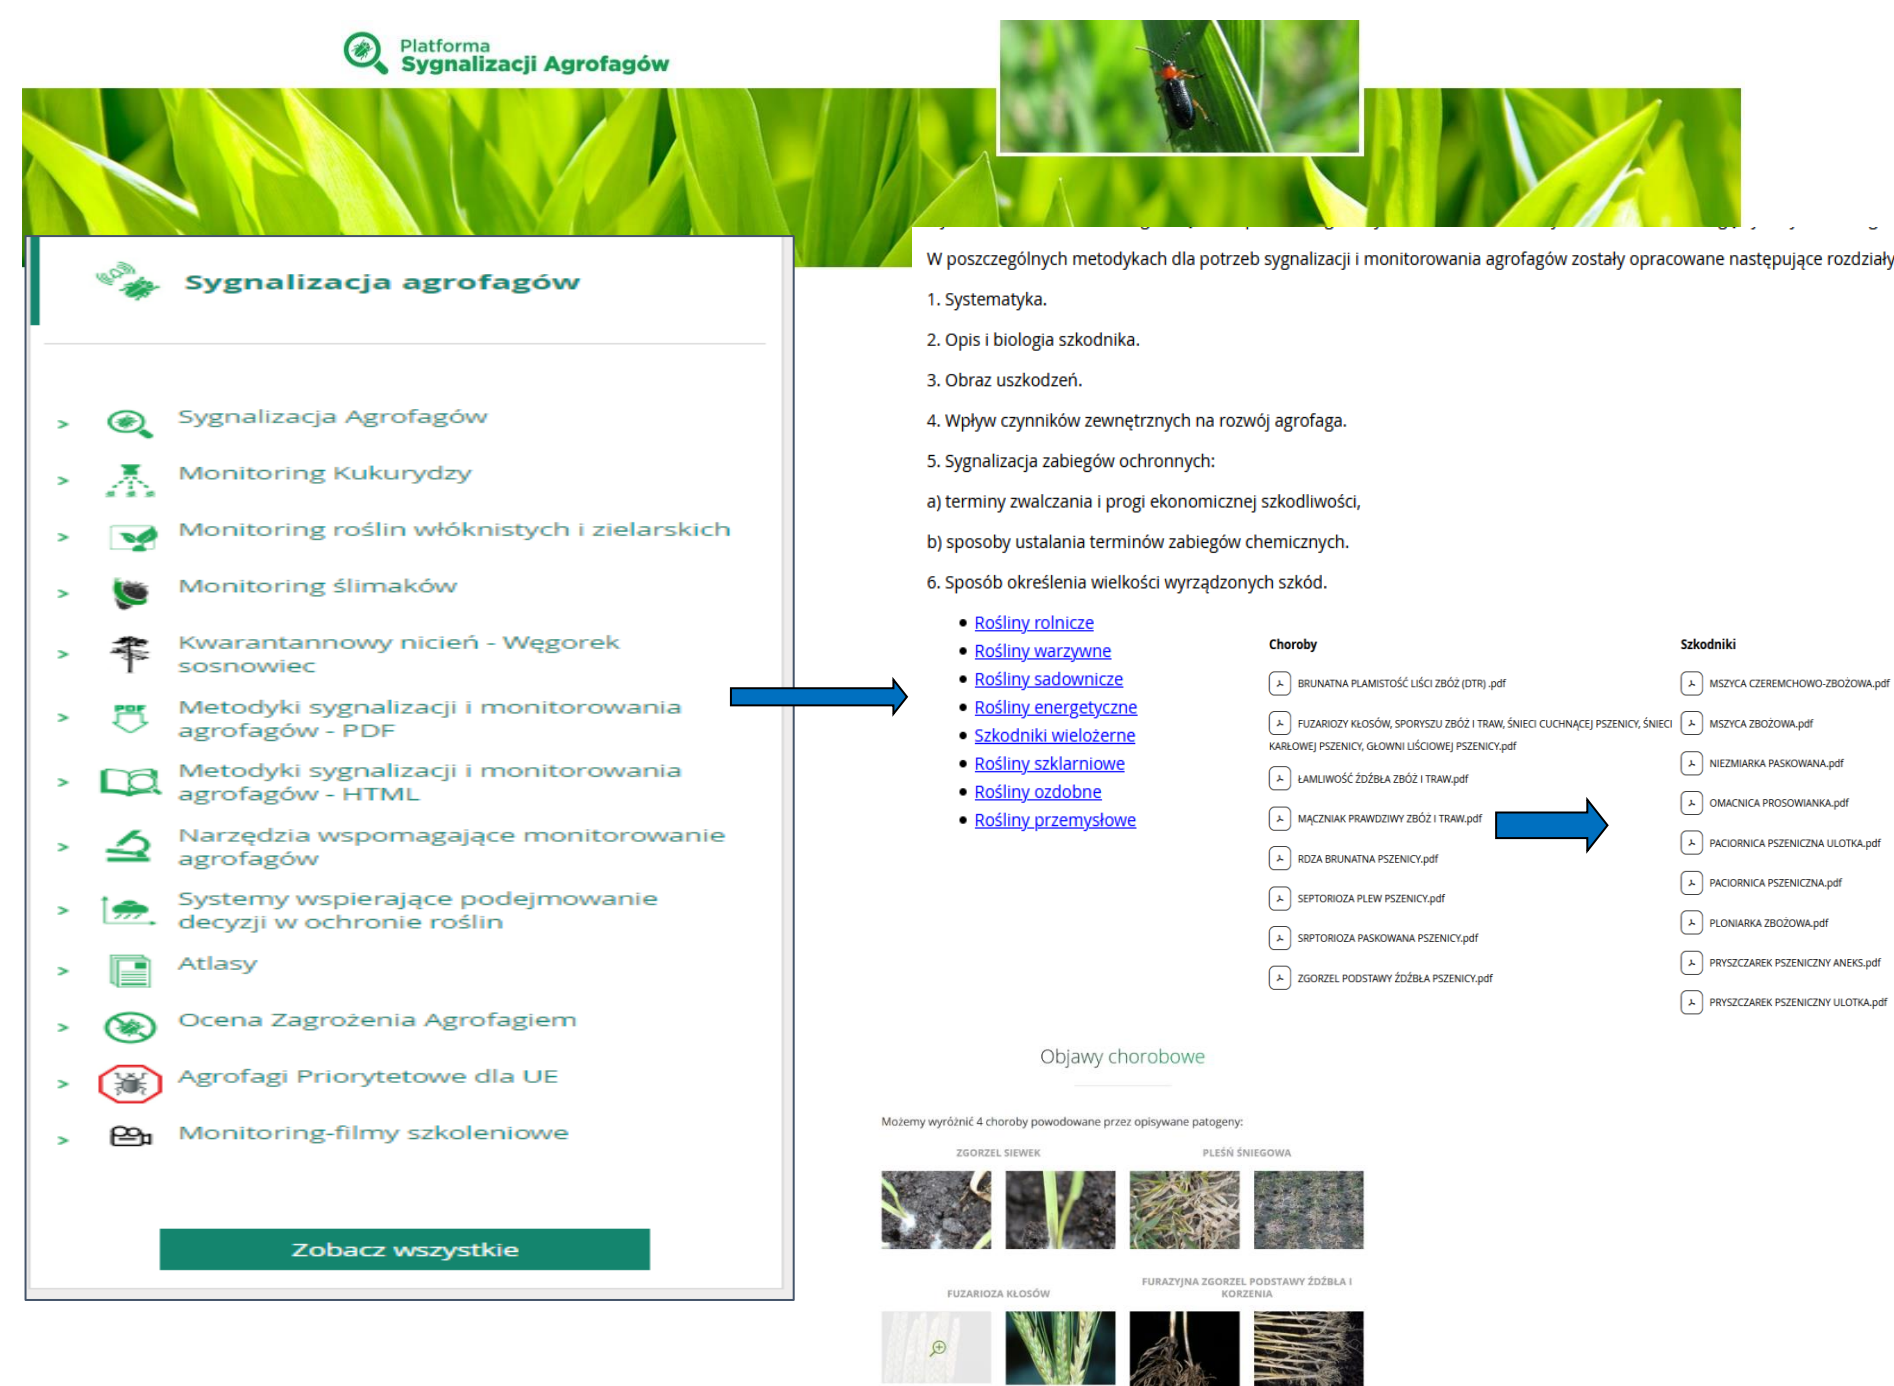 Platforma
Sygnalizacji Agrofagów
Sygnalizacja agrofagów
Sygnalizacja Agrofagów
Monitoring Kukurydzy
Monitoring roślin włóknistych i zielarskich
Monitoring ślimaków
Kwarantannowy nicień - Węgorek
sosnowiec
Metodyki sygnalizacji i monitorowania
agrofagów - PDF
Metodyki sygnalizacji i monitorowania
agrofagów - HTML
Narzędzia wspomagające monitorowanie
agrofagów
Systemy wspierające podejmowanie
decyzji w ochronie roślin
Atlasy
Ocena Zagrożenia Agrofagiem
Agrofagi Priorytetowe dla UE
Monitoring-filmy szkoleniowe
Zobacz wszystkie
W poszczególnych metodykach dla potrzeb sygnalizacji i monitorowania agrofagów zostały opracowane następujące rozdziały
1. Systematyka.
2. Opis i biologia szkodnika.
3. Obraz uszkodzeń.
4. Wpływ czynników zewnętrznych na rozwój agrofaga.
5. Sygnalizacja zabiegów ochronnych:
a) terminy zwalczania i progi ekonomicznej szkodliwości,
b) sposoby ustalania terminów zabiegów chemicznych.
6. Sposób określenia wielkości wyrządzonych szkód.
• Rośliny rolnicze
• Rośliny warzywne
• Rośliny sadownicze
• Rośliny energetyczne
• Szkodniki wielożerne
• Rośliny szklarniowe
• Rośliny ozdobne
• Rośliny przemysłowe
Choroby
BRUNATNA PLAMISTOŚĆ LIŚCI ZBÓŻ (DTR) .pdf
FUZARIOZY KŁOSÓW, SPORYSZU ZBÓŻ I TRAW, ŚNIECI CUCHNĄCEJ PSZENICY, ŚNIECI
KARŁOWEJ PSZENICY, GŁOWNI LIŚCIOWEJ PSZENICY.pdf
ŁAMLIWOŚĆ ŹDŹBŁA ZBÓŻ I TRAW.pdf
MĄCZNIAK PRAWDZIWY ZBÓŻ I TRAW.pdf
RDZA BRUNATNA PSZENICY.pdf
SEPTORIOZA PLEW PSZENICY.pdf
SRPTORIOZA PASKOWANA PSZENICY.pdf
ZGORZEL PODSTAWY ŹDŹBŁA PSZENICY.pdf
Szkodniki
MSZYCA CZEREMCHOWO-ZBOŻOWA.pdf
MSZYCA ZBOŻOWA.pdf
NIEZMIARKA PASKOWANA.pdf
OMACNICA PROSOWIANKA.pdf
PACIORNICA PSZENICZNA ULOTKA.pdf
PACIORNICA PSZENICZNA.pdf
PLONIARKA ZBOŻOWA.pdf
PRYSZCZAREK PSZENICZNY ANEKS.pdf
PRYSZCZAREK PSZENICZNY ULOTKA.pdf
Objawy chorobowe
Możemy wyróżnić 4 choroby powodowane przez opisywane patogeny:
ZGORZEL SIEWEK
PLEŚŃ ŚNIEGOWA
FUZARIOZA KŁOSÓW
FURAZYJNA ZGORZEL PODSTAWY ŹDŹBŁA I
KORZENIA